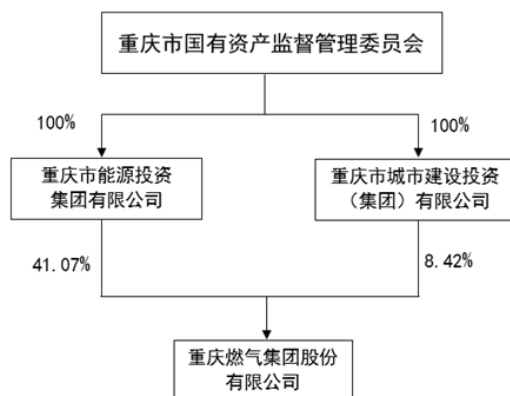 重庆市国有资产监督管理委员会
100%
100%
重庆市能源投资
集团有限公司
重庆市城市建设投资
（集团）有限公司
41.07%
8.42%
重庆燃气集团股份
有限公司